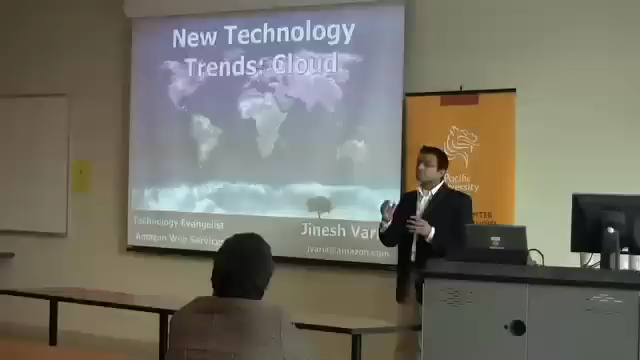 New Technology
Trends: Cloud
Technology Evangelist
Amazon Web Services
Jinesh Vari
jvaria@amazon.com
Pacific
University